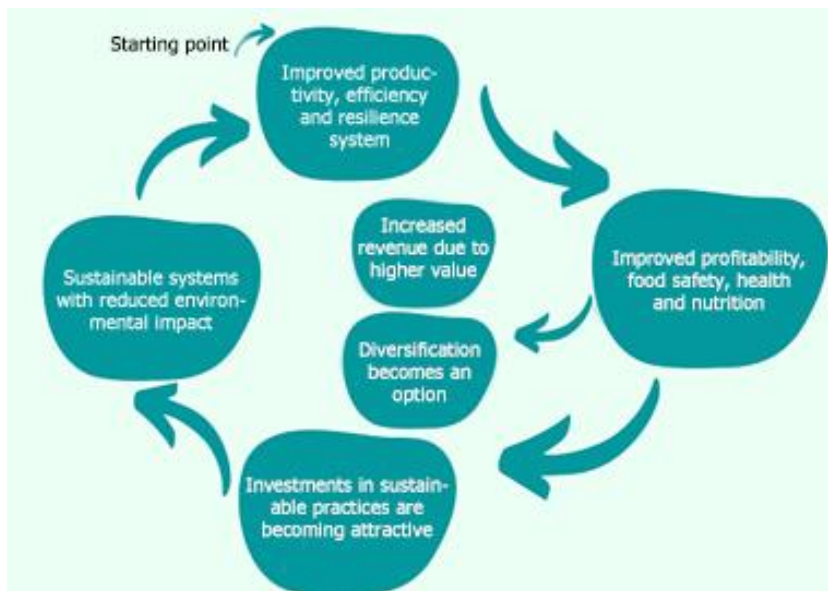 Starting point
Improved produc-
tivity, efficiency
and resilience
system
Increased
revenue due to
higher value
Improved profitability,
food safety, health
and nutrition
Sustainable systems
with reduced environ-
mental impact
Diversification
becomes an
option
Investments in sustain-
able practices are
becoming attractive